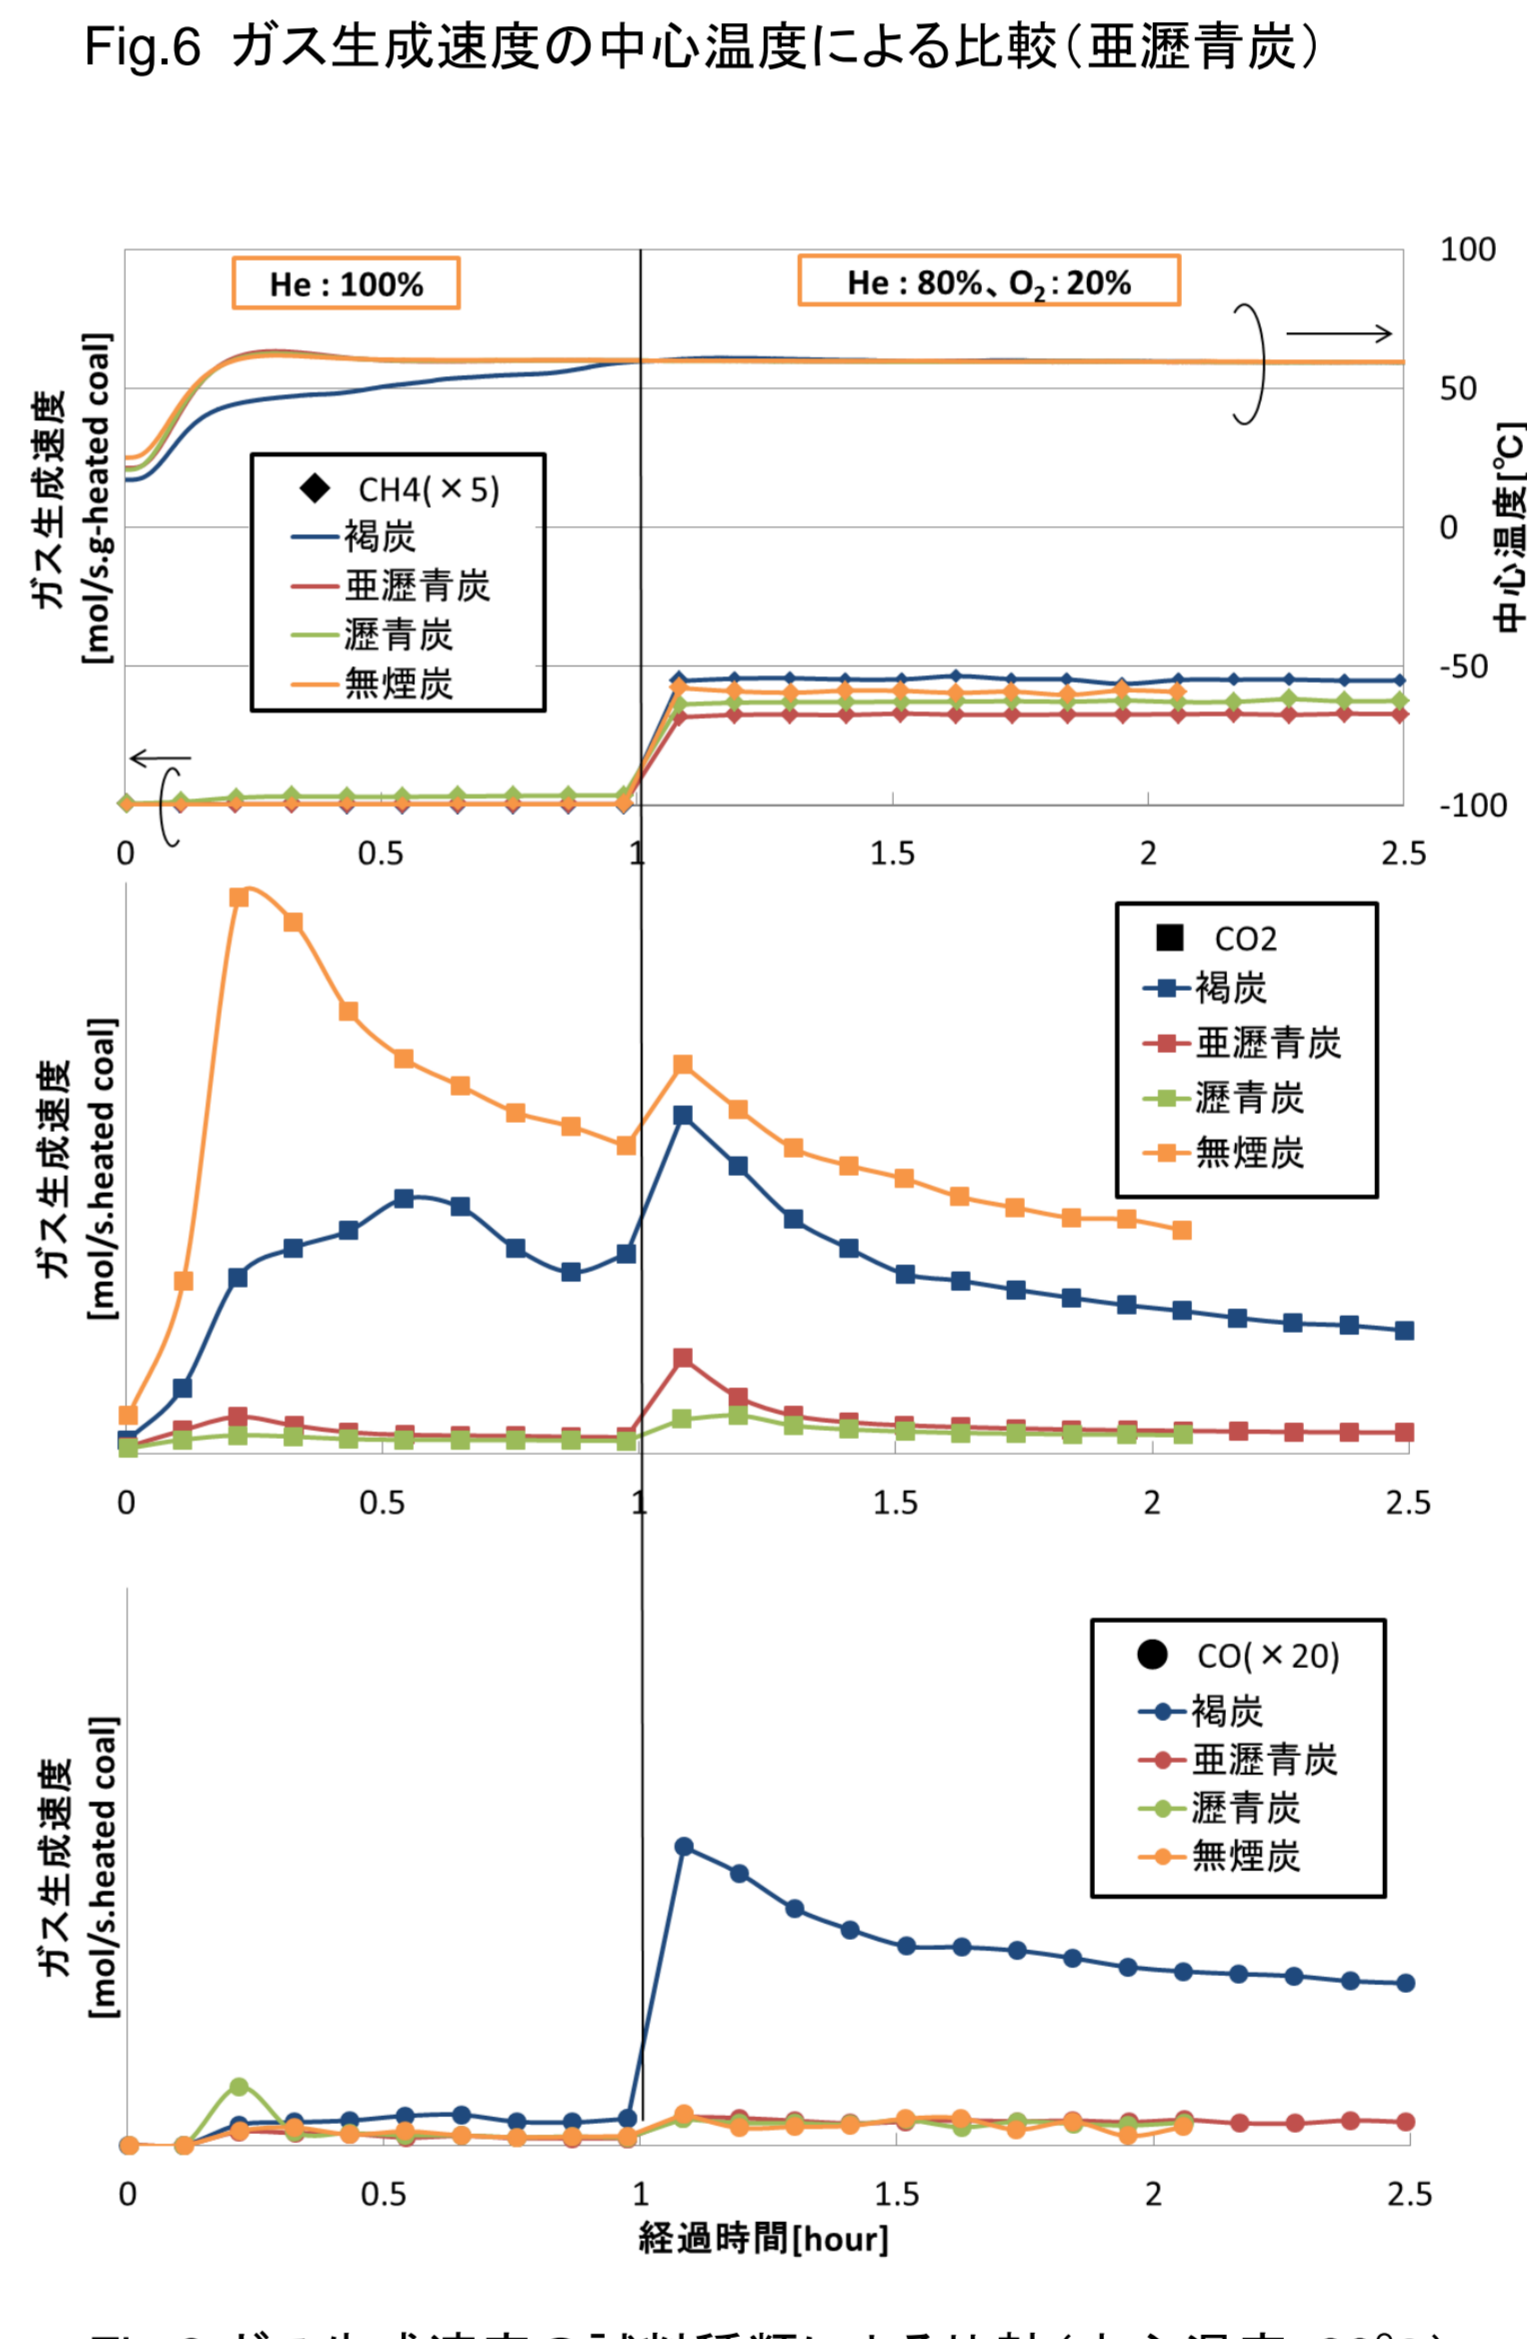 Fig.6 ガス生成速度の中心温度による比較(亜瀝青炭)
He : 100%
He : 80%、O₂ : 20%
100
50
0
-50
-100
ガス生成速度
[mol/s.g-heated coal]
中心温度[℃]
CH4(×5)
褐炭
亜瀝青炭
瀝青炭
無煙炭
0 0.5 1 1.5 2 2.5
ガス生成速度
[mol/s.heated coal]
CO2
褐炭
亜瀝青炭
瀝青炭
無煙炭
0 0.5 1 1.5 2 2.5
ガス生成速度
[mol/s.heated coal]
CO(×20)
褐炭
亜瀝青炭
瀝青炭
無煙炭
0 0.5 1 1.5 2 2.5
経過時間[hour]